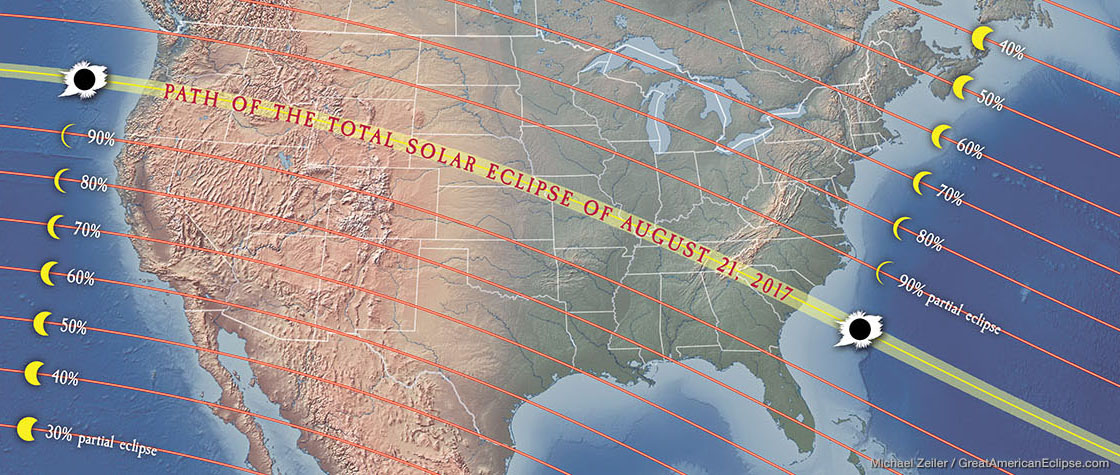 PATH OF THE TOTAL SOLAR ECLIPSE OF AUGUST 21, 2017
90%
80%
70%
60%
50%
40%
30% partial eclipse
40%
50%
60%
70%
80%
90% partial eclipse
Michael Zeiler / GreatAmericanEclipse.com